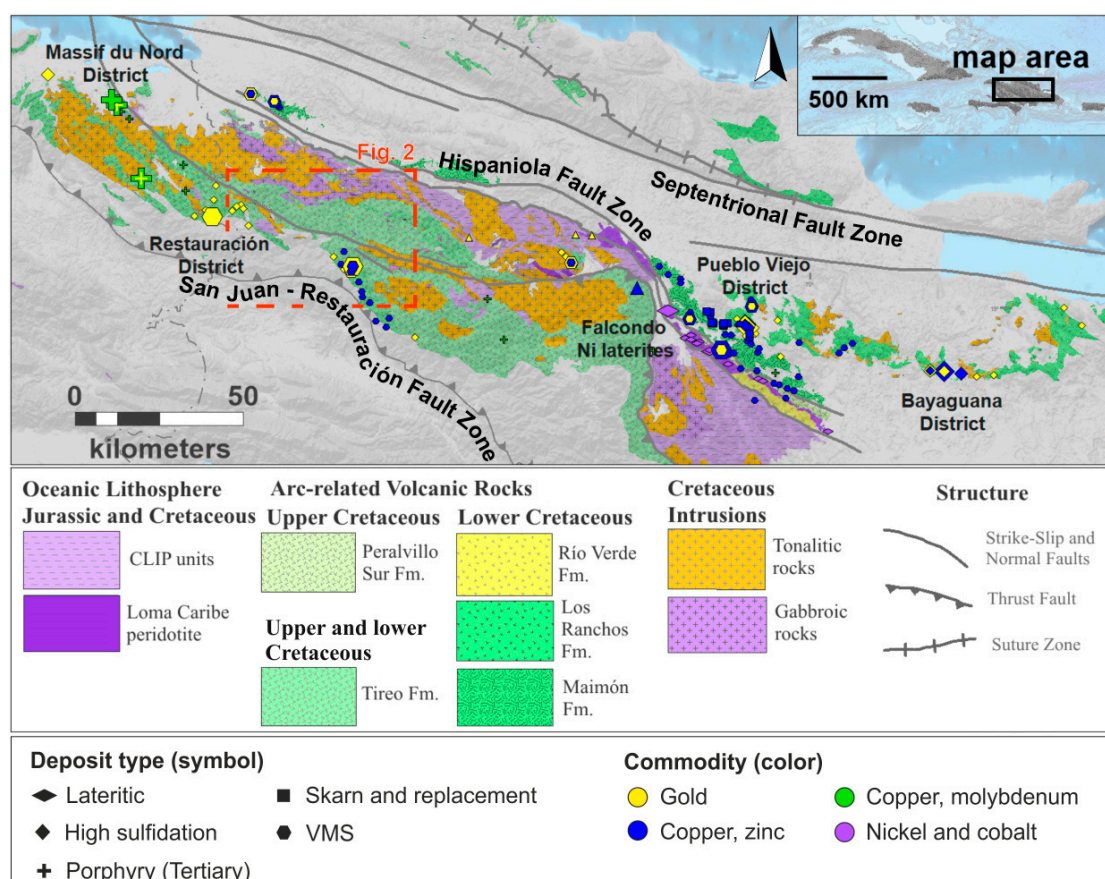 Massif du Nord
District
map area
500 km
Fig. 2
Hispaniola Fault Zone
Septentrional Fault Zone
Restauración
District
Pueblo Viejo
District
San Juan - Restauración Fault Zone
Falcondo
Ni laterites
Bayaguana
District
0 50
kilometers
Oceanic Lithosphere
Jurassic and Cretaceous
CLIP units
Loma Caribe
peridotite
Arc-related Volcanic Rocks
Upper Cretaceous
Peralvillo
Sur Fm.
Upper and lower
Cretaceous
Tireo Fm.
Lower Cretaceous
Río Verde
Fm.
Los
Ranchos
Fm.
Maimón
Fm.
Cretaceous
Intrusions
Tonalitic
rocks
Gabbroic
rocks
Structure
Strike-Slip and
Normal Faults
Thrust Fault
Suture Zone
Deposit type (symbol)
Lateritic
High sulfidation
Porphyry (Tertiary)
Skarn and replacement
VMS
Commodity (color)
Gold
Copper, zinc
Copper, molybdenum
Nickel and cobalt